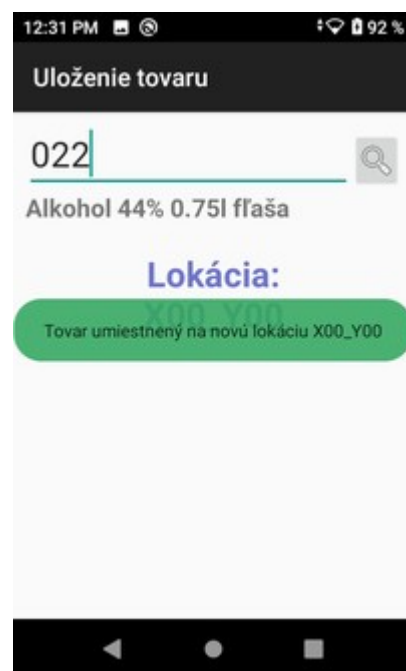 12:31 PM 92 %
Uloženie tovaru
022
Alkohol 44% 0.75l fľaša
Lokácia:
X00_Y00
Tovar umiestnený na novú lokáciu X00_Y00